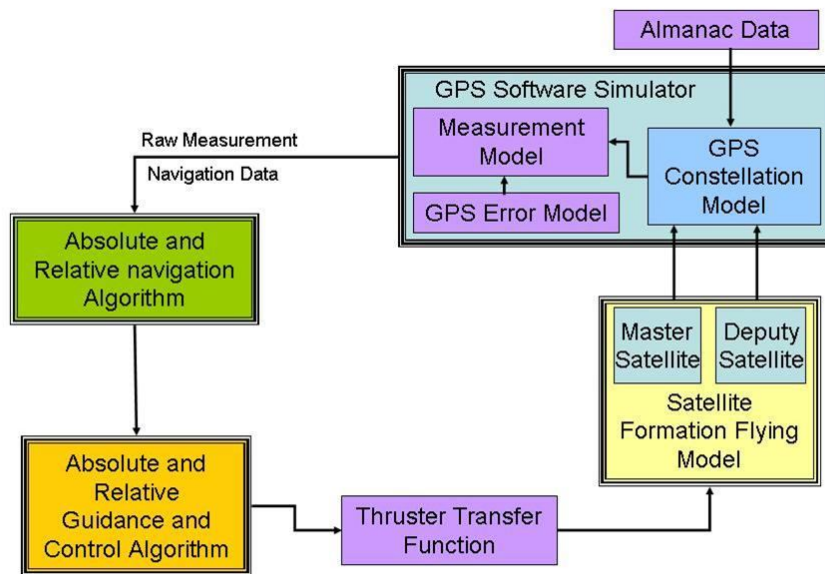 Almanac Data
GPS Software Simulator
Measurement
Model
GPS
Constellation
Model
GPS Error Model
Raw Measurement
Navigation Data
Absolute and
Relative navigation
Algorithm
Master
Satellite
Deputy
Satellite
Satellite
Formation Flying
Model
Absolute and
Relative
Guidance and
Control Algorithm
Thruster Transfer
Function